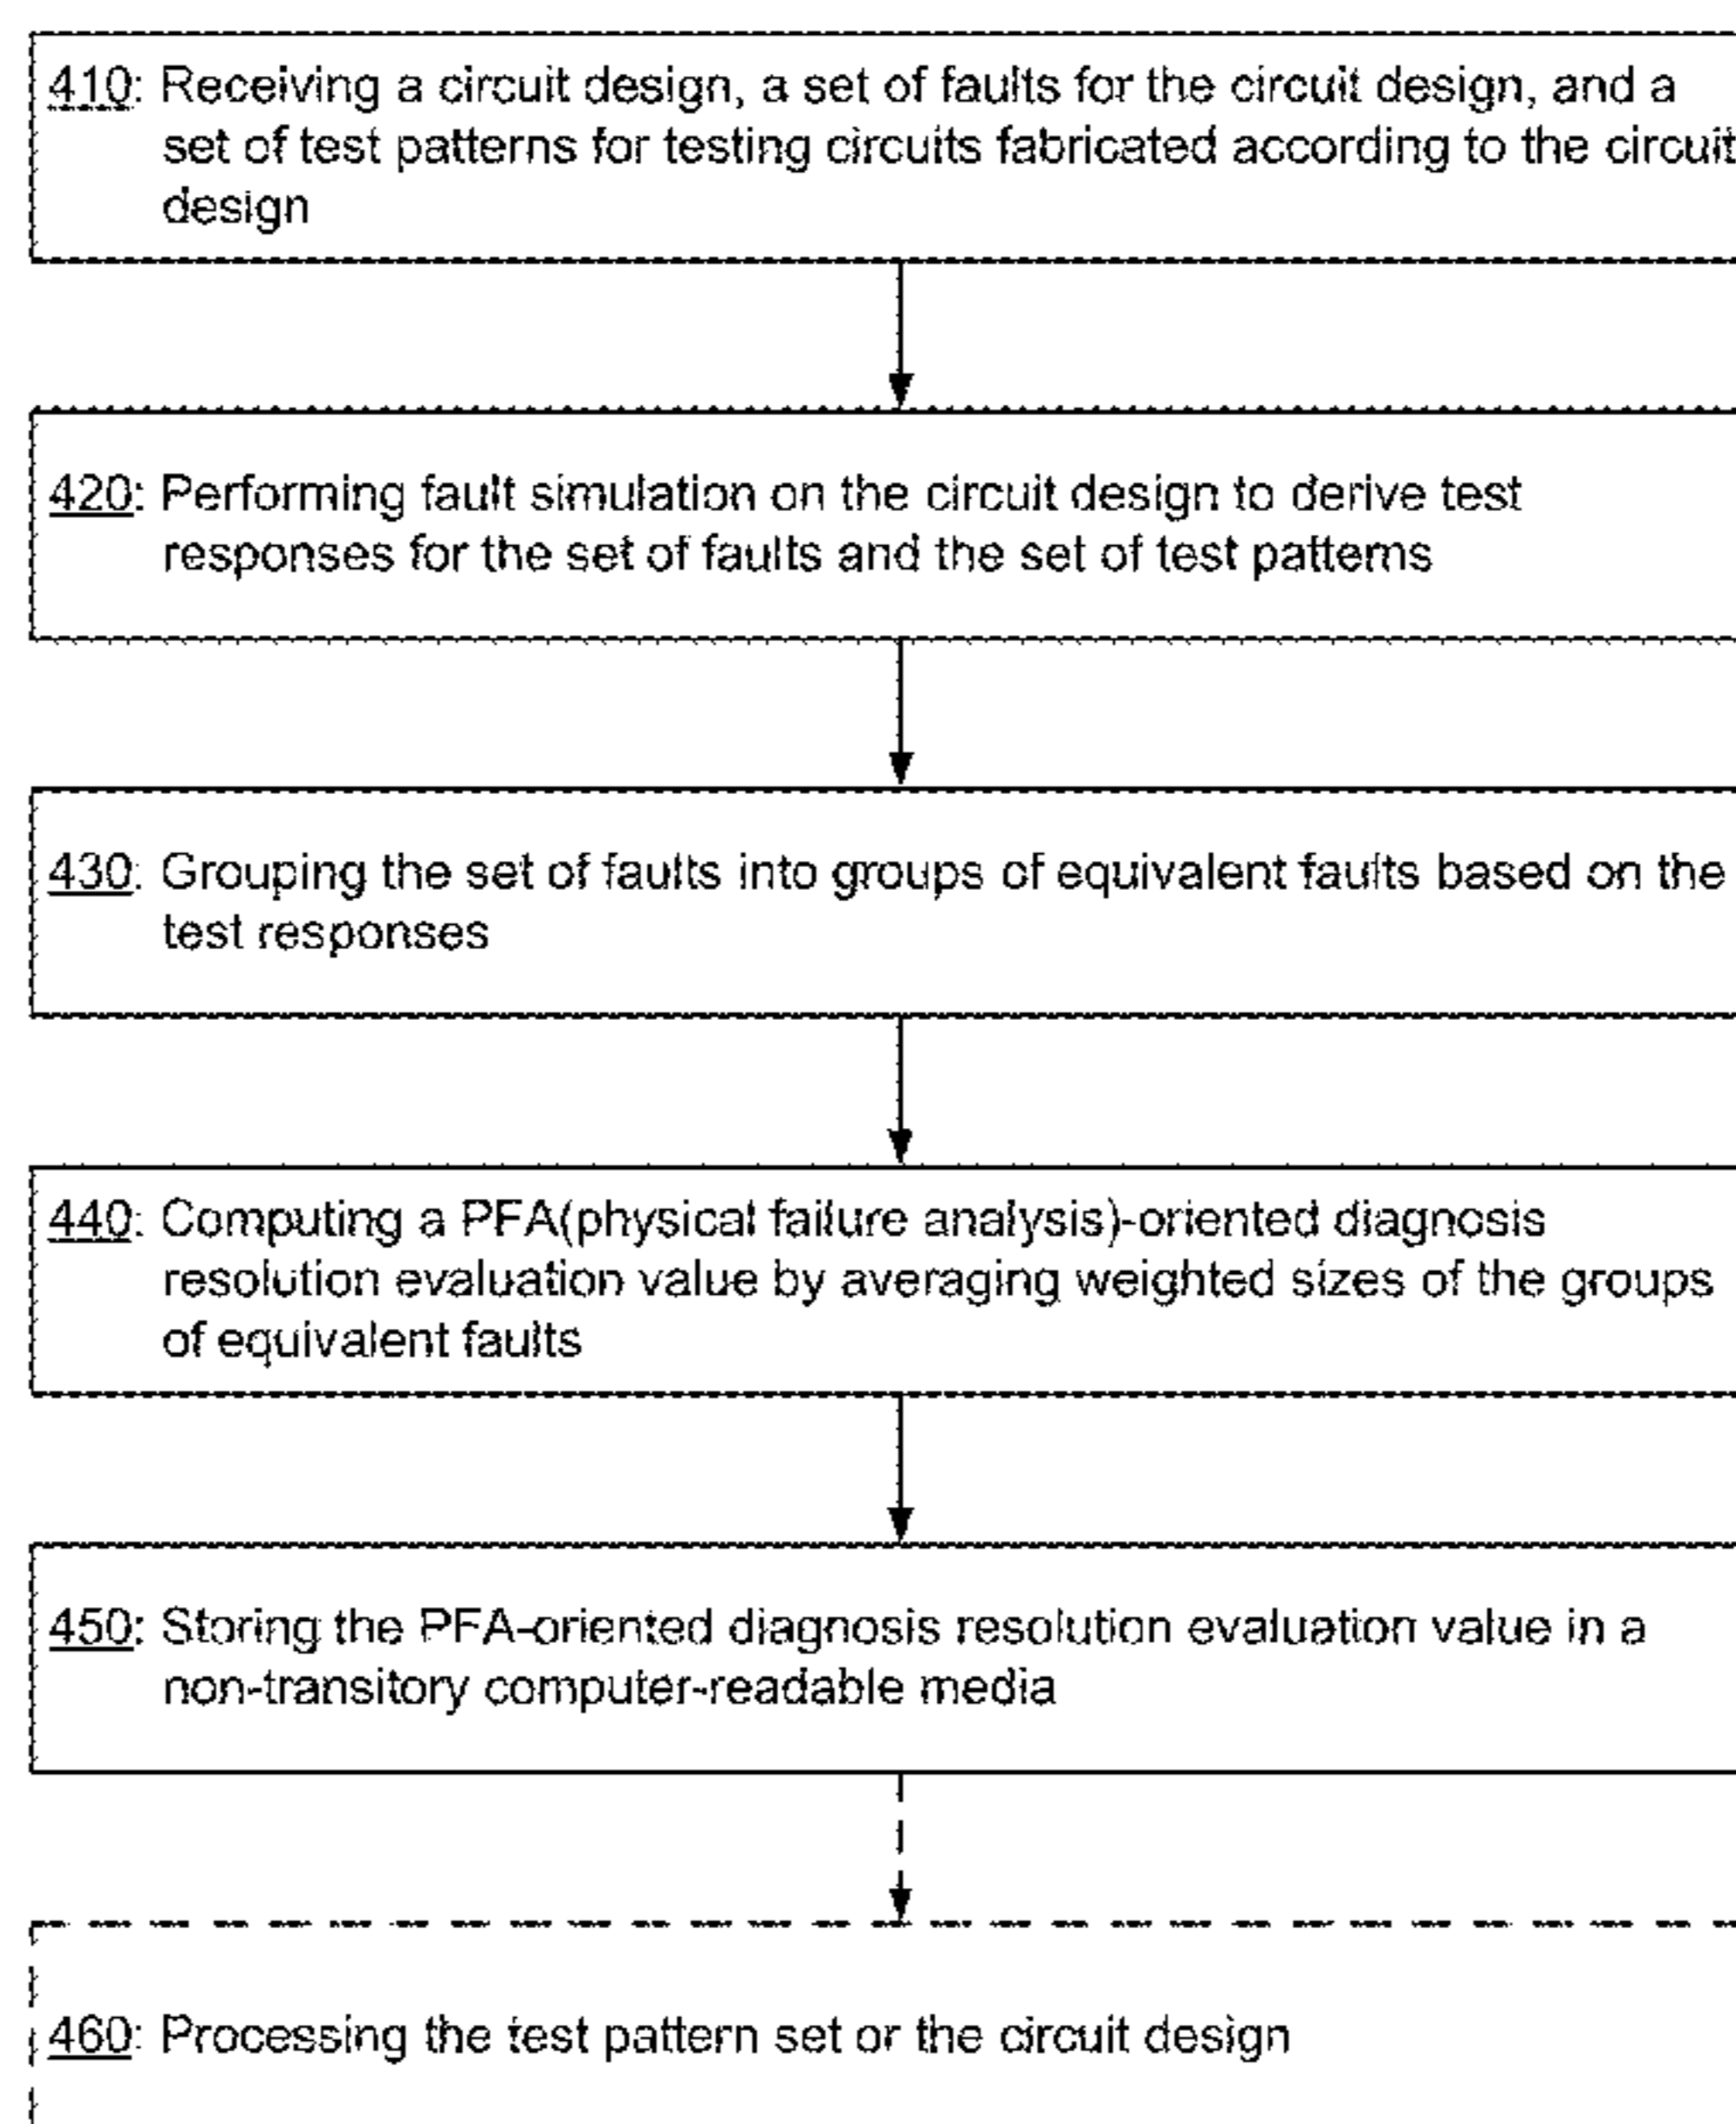 410: Receiving a circuit design, a set of faults for the circuit design, and a
set of test patterns for testing circuits fabricated according to the circuit
design
420: Performing fault simulation on the circuit design to derive test
responses for the set of faults and the set of test patterns
430: Grouping the set of faults into groups of equivalent faults based on the
test responses
440: Computing a PFA(physical failure analysis)-oriented diagnosis
resolution evaluation value by averaging weighted sizes of the groups
of equivalent faults
450: Storing the PFA-oriented diagnosis resolution evaluation value in a
non-transitory computer-readable media
460: Processing the test pattern set or the circuit design